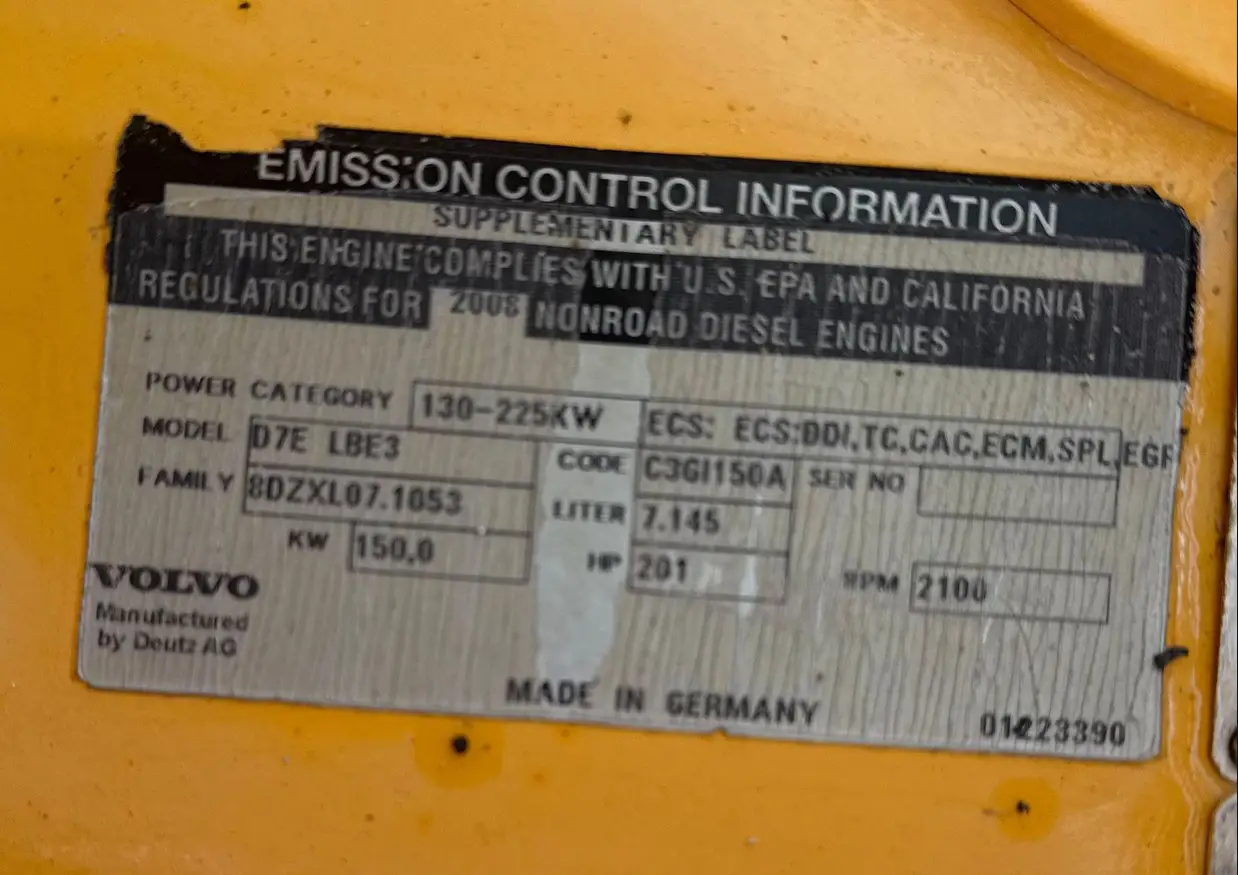 EMISSION CONTROL INFORMATION
SUPPLEMENTARY LABEL
THIS ENGINE COMPLIES WITH U.S. EPA AND CALIFORNIA
REGULATIONS FOR 2008 NONROAD DIESEL ENGINES
POWER CATEGORY 130-225KW ECS: ECS:DDI,TC,CAC,ECM,SPL,EGR
MODEL D7E LBE3 CODE C3GI150A SER NO
FAMILY 8DZXL07.1053 LITER 7.145
KW 150.0 HP 201 RPM 2100
VOLVO
Manufactured
by Deutz AG
MADE IN GERMANY